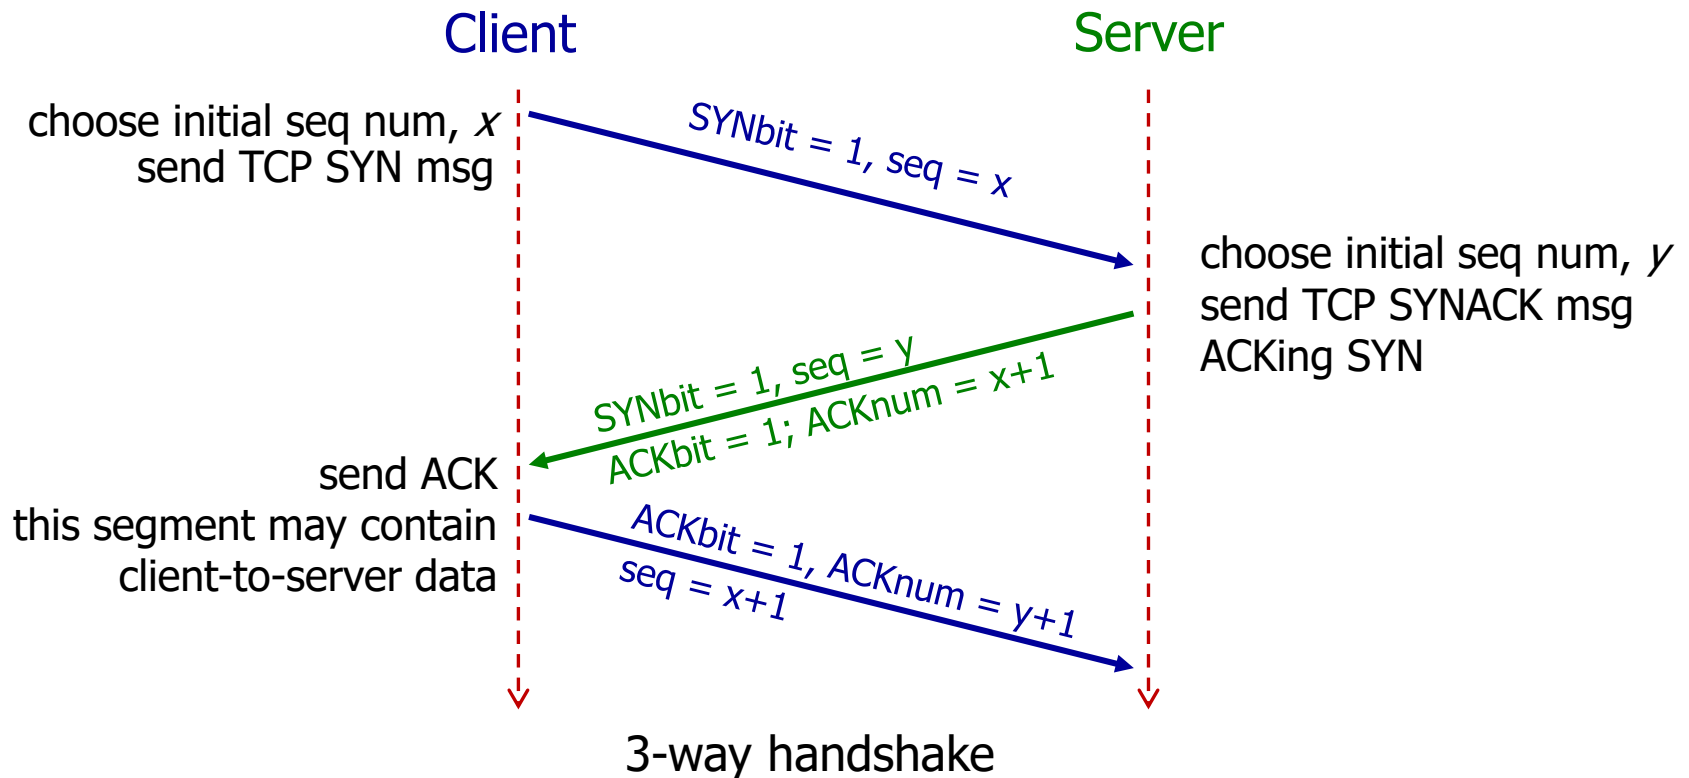 Client
Server
choose initial seq num, x
send TCP SYN msg
SYNbit = 1, seq = x
choose initial seq num, y
send TCP SYNACK msg
ACKing SYN
SYNbit = 1, seq = y
ACKbit = 1; ACKnum = x+1
send ACK
this segment may contain
client-to-server data
ACKbit = 1, ACKnum = y+1
seq = x+1
3-way handshake